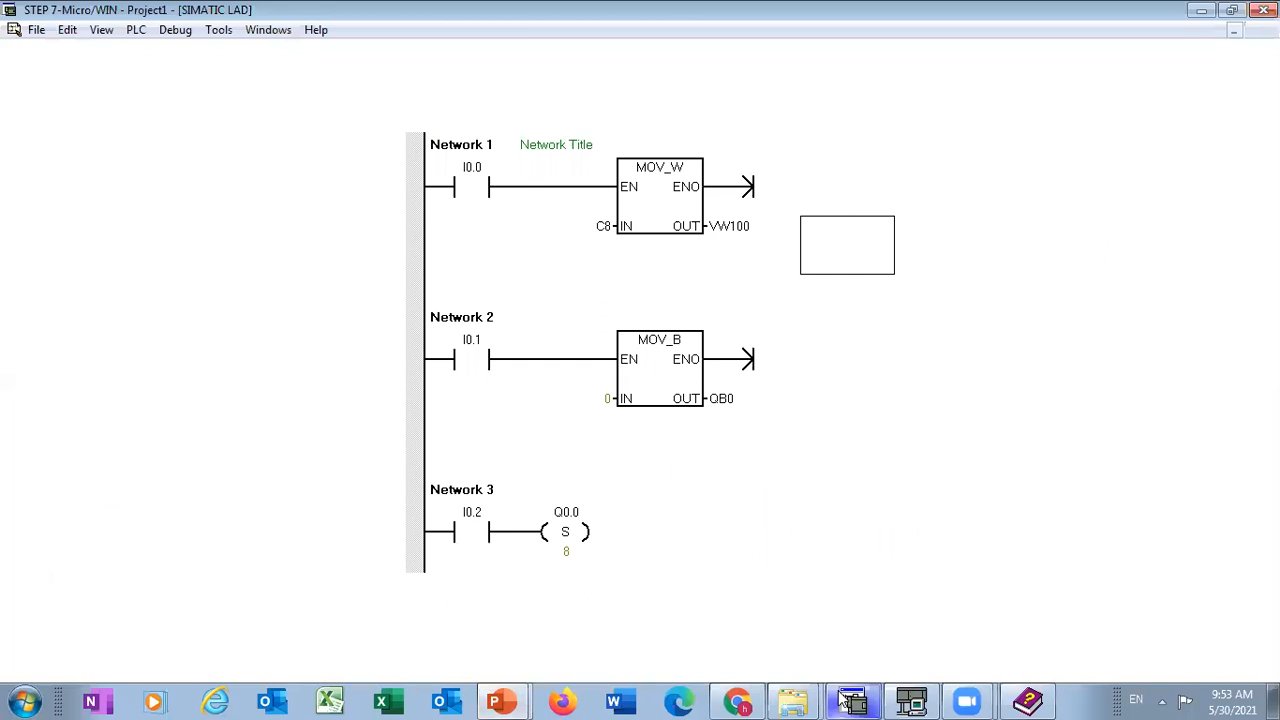 STEP 7-Micro/WIN - Project1 - [SIMATIC LAD]
File Edit View PLC Debug Tools Windows Help
Network 1 Network Title
I0.0
MOV_W
EN ENO
C8 IN OUT VW100
Network 2
I0.1
MOV_B
EN ENO
0 IN OUT QB0
Network 3
I0.2 Q0.0
S
8
EN
9:53 AM
5/30/2021